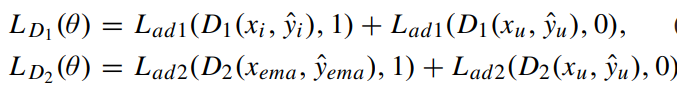 L_{D_1}(θ) = L_{ad1}(D_1(x_i, ŷ_i), 1) + L_{ad1}(D_1(x_u, ŷ_u), 0), (
L_{D_2}(θ) = L_{ad2}(D_2(x_{ema}, ŷ_{ema}), 1) + L_{ad2}(D_2(x_u, ŷ_u), 0)